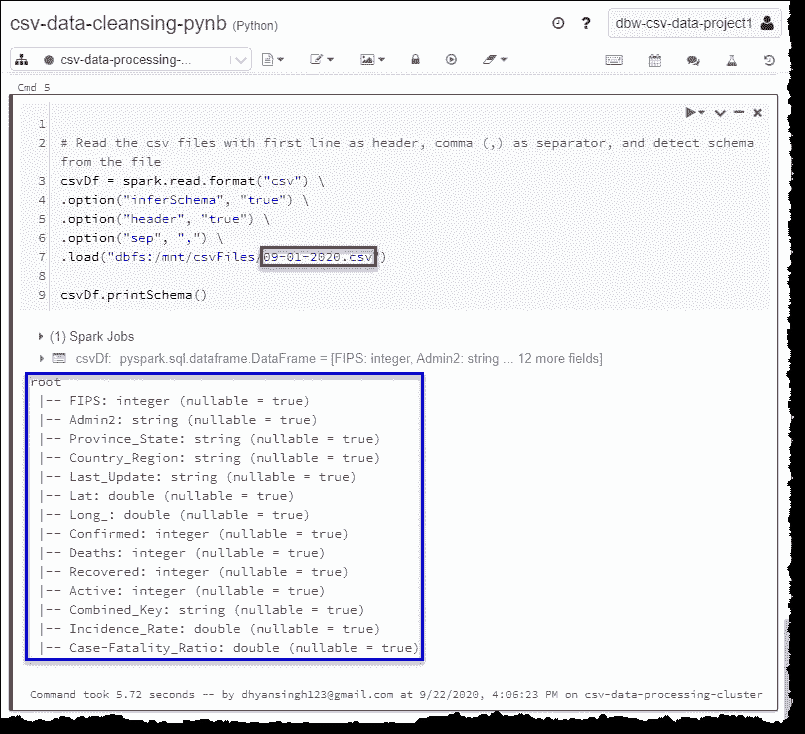 csv-data-cleansing-pynb (Python)
? dbw-csv-data-project1
csv-data-processing-...
Cmd 5
1
2 # Read the csv files with first line as header, comma (,) as separator, and detect schema
from the file
3 csvDf = spark.read.format("csv") \
4 .option("inferSchema", "true") \
5 .option("header", "true") \
6 .option("sep", ",") \
7 .load("dbfs:/mnt/csvFiles/09-01-2020.csv")
8
9 csvDf.printSchema()
(1) Spark Jobs
csvDf: pyspark.sql.dataframe.DataFrame = [FIPS: integer, Admin2: string ... 12 more fields]
root
|-- FIPS: integer (nullable = true)
|-- Admin2: string (nullable = true)
|-- Province_State: string (nullable = true)
|-- Country_Region: string (nullable = true)
|-- Last_Update: string (nullable = true)
|-- Lat: double (nullable = true)
|-- Long_: double (nullable = true)
|-- Confirmed: integer (nullable = true)
|-- Deaths: integer (nullable = true)
|-- Recovered: integer (nullable = true)
|-- Active: integer (nullable = true)
|-- Combined_Key: string (nullable = true)
|-- Incidence_Rate: double (nullable = true)
|-- Case-Fatality_Ratio: double (nullable = true)
Command took 5.72 seconds -- by dhyansingh123@gmail.com at 9/22/2020, 4:06:23 PM on csv-data-processing-cluster